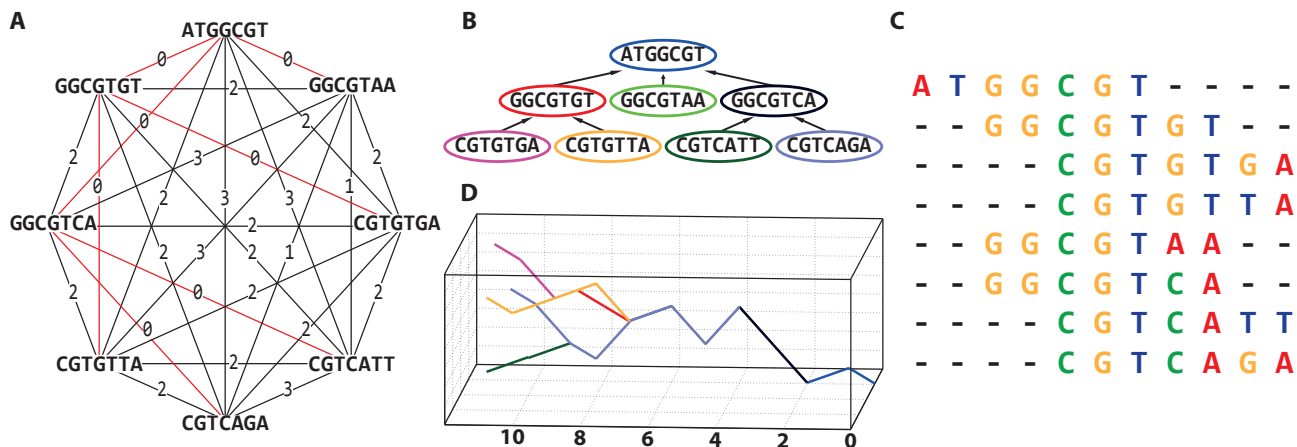 A
ATGGCGT
GGCGTGT
GGCGTAA
GGCGTCA
CGTGTGA
CGTGTTA
CGTCATT
CGTCAGA
0
0
2
0
2
2
3
0
2
0
1
3
3
2
2
3
2
1
2
0
2
2
0
2
2
3
B
ATGGCGT
GGCGTGT GGCGTAA GGCGTCA
CGTGTGA CGTGTTA CGTCATT CGTCAGA
D
10 8 6 4 2 0
C
A T G G C G T - - - -
- - G G C G T G T - -
- - - - C G T G T G A
- - - - C G T G T T A
- - G G C G T A A - -
- - G G C G T C A - -
- - - - C G T C A T T
- - - - C G T C A G A